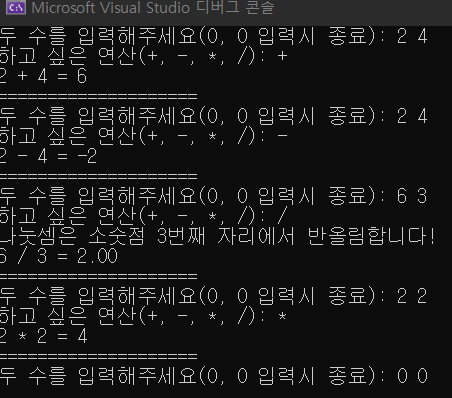 Microsoft Visual Studio 디버그 콘솔
두 수를 입력해주세요(0, 0 입력시 종료): 2 4
하고 싶은 연산(+, -, *, /): +
2 + 4 = 6
====================
두 수를 입력해주세요(0, 0 입력시 종료): 2 4
하고 싶은 연산(+, -, *, /): -
2 - 4 = -2
====================
두 수를 입력해주세요(0, 0 입력시 종료): 6 3
하고 싶은 연산(+, -, *, /): /
나눗셈은 소숫점 3번째 자리에서 반올림합니다!
6 / 3 = 2.00
====================
두 수를 입력해주세요(0, 0 입력시 종료): 2 2
하고 싶은 연산(+, -, *, /): *
2 * 2 = 4
====================
두 수를 입력해주세요(0, 0 입력시 종료): 0 0